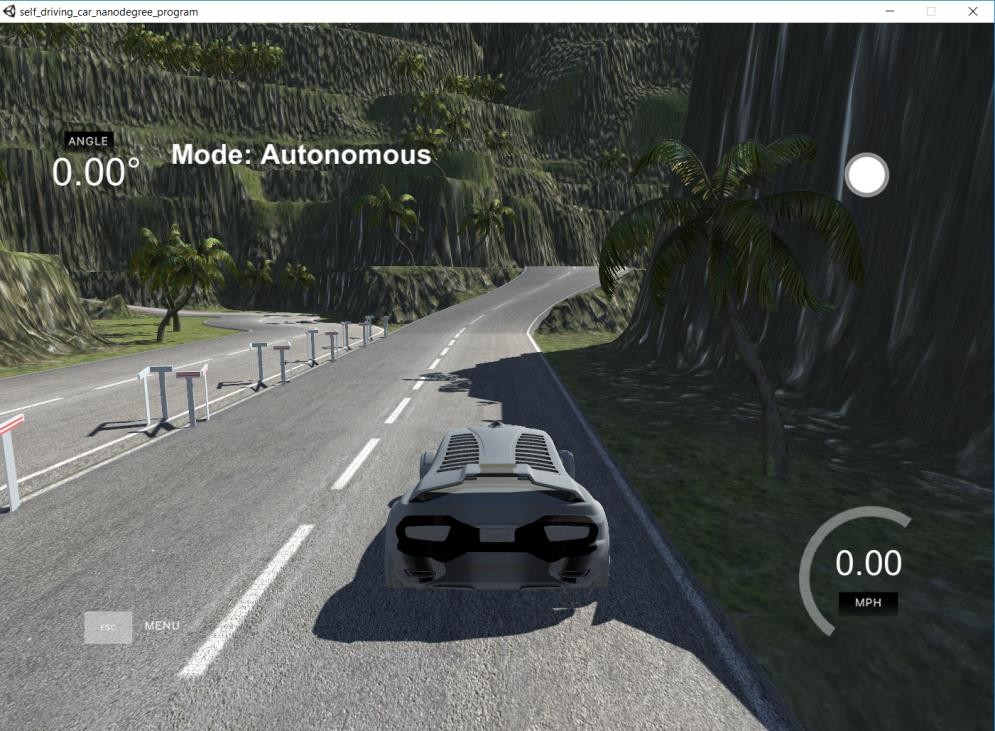 self_driving_car_nanodegree_program
ANGLE
0.00°
Mode: Autonomous
0.00
MPH
ESC
MENU